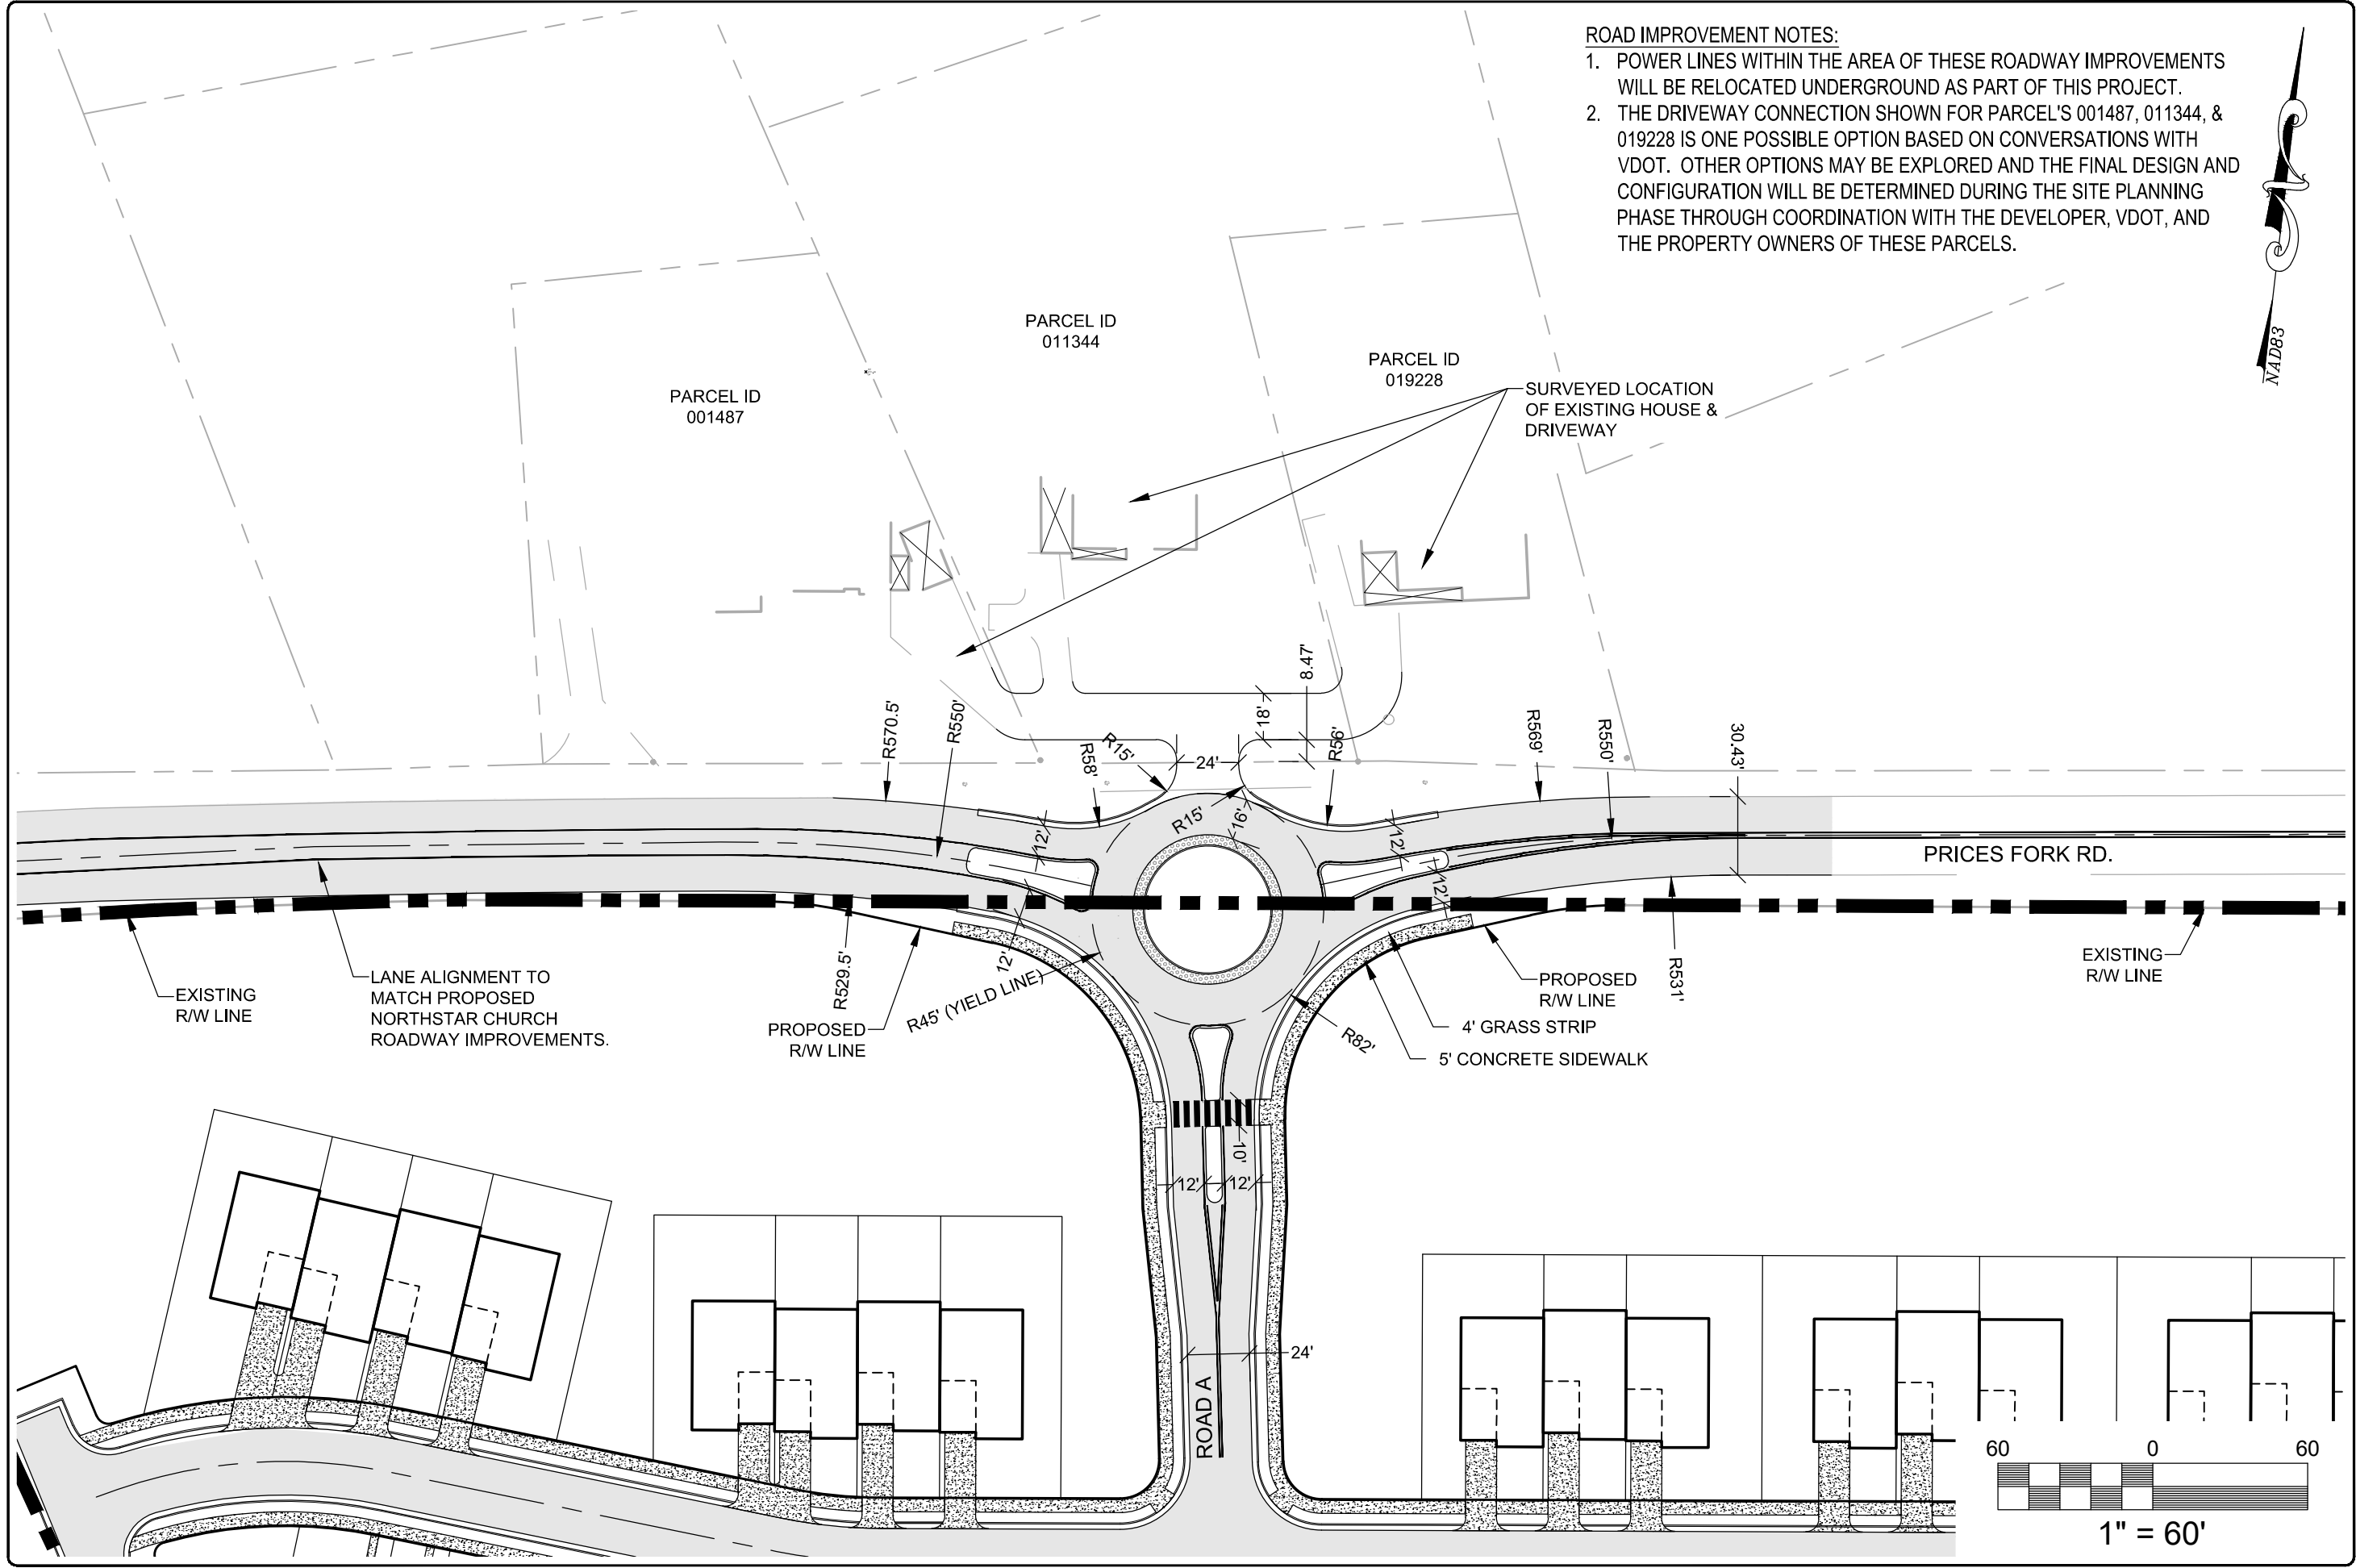 ROAD IMPROVEMENT NOTES:
1. POWER LINES WITHIN THE AREA OF THESE ROADWAY IMPROVEMENTS
WILL BE RELOCATED UNDERGROUND AS PART OF THIS PROJECT.
2. THE DRIVEWAY CONNECTION SHOWN FOR PARCEL'S 001487, 011344, &
019228 IS ONE POSSIBLE OPTION BASED ON CONVERSATIONS WITH
VDOT. OTHER OPTIONS MAY BE EXPLORED AND THE FINAL DESIGN AND
CONFIGURATION WILL BE DETERMINED DURING THE SITE PLANNING
PHASE THROUGH COORDINATION WITH THE DEVELOPER, VDOT, AND
THE PROPERTY OWNERS OF THESE PARCELS.
NAD83
PARCEL ID
011344
PARCEL ID
019228
PARCEL ID
001487
SURVEYED LOCATION
OF EXISTING HOUSE &
DRIVEWAY
8.47'
18'
R570.5'
R550'
R58'
R15'
24'
R56'
R569'
R550'
30.43'
R15'
16'
12'
12'
12'
12'
PRICES FORK RD.
EXISTING
R/W LINE
LANE ALIGNMENT TO
MATCH PROPOSED
NORTHSTAR CHURCH
ROADWAY IMPROVEMENTS.
R529.5'
PROPOSED
R/W LINE
R45' (YIELD LINE)
R82'
PROPOSED
R/W LINE
4' GRASS STRIP
5' CONCRETE SIDEWALK
R531'
EXISTING
R/W LINE
10'
12'
12'
24'
ROAD A
60
0
60
1" = 60'